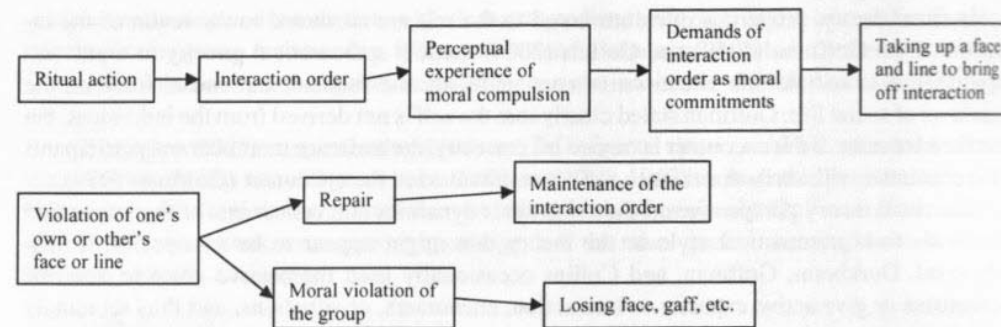 Ritual action
Interaction order
Perceptual
experience of
moral compulsion
Demands of
interaction
order as moral
commitments
Taking up a face
and line to bring
off interaction
Violation of one's
own or other's
face or line
Repair
Maintenance of the
interaction order
Moral violation of
the group
Losing face, gaff, etc.